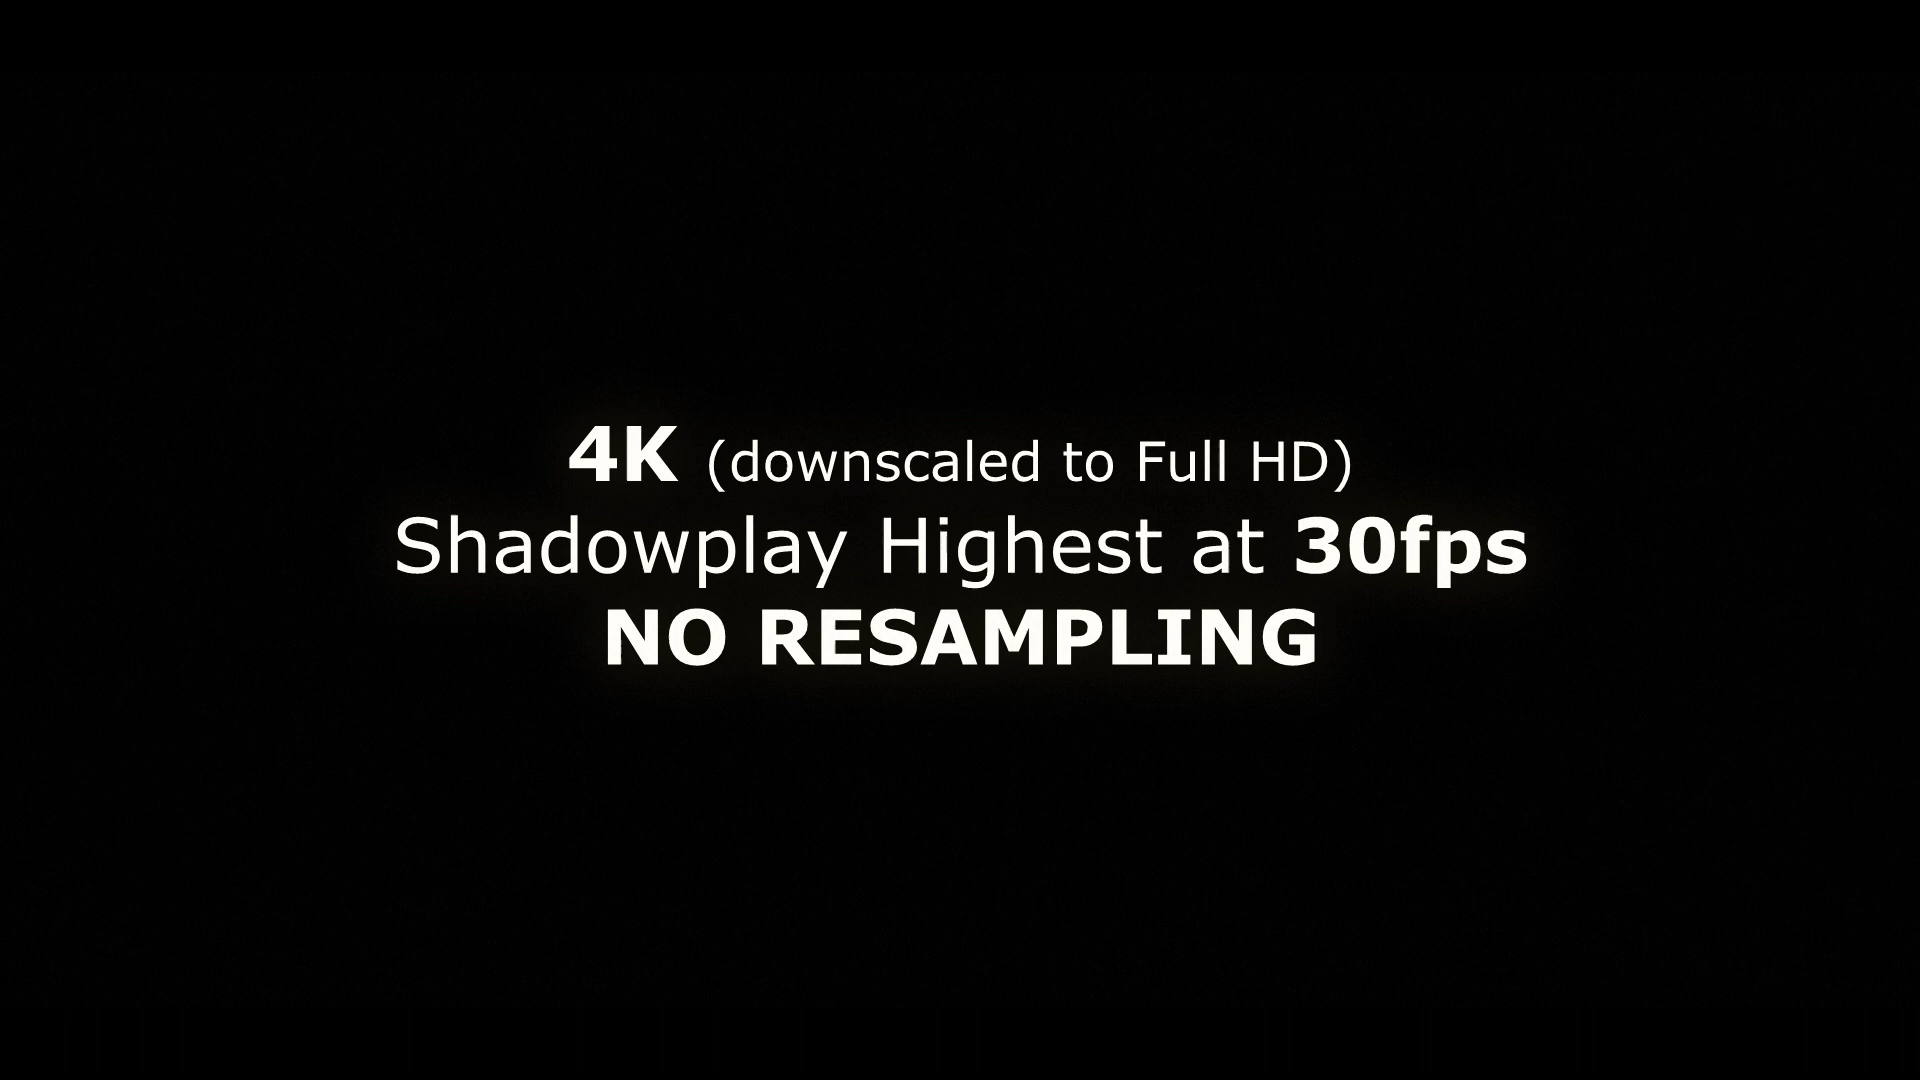 4K (downscaled to Full HD)
Shadowplay Highest at 30fps
NO RESAMPLING